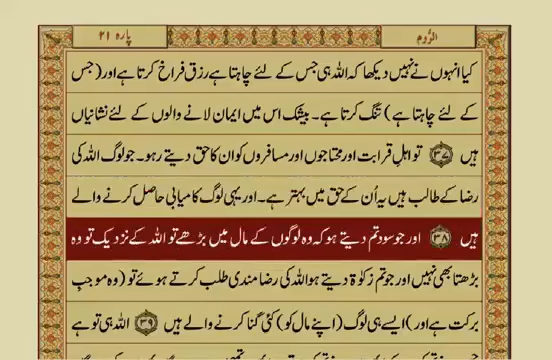 پارہ ۲۱ الرُّوم
کیا انہوں نے نہیں دیکھا کہ اللہ ہی جس کے لئے چاہتا ہے رزق فراخ کرتا ہے اور (جس
کے لئے چاہتا ہے) تنگ کرتا ہے۔ بیشک اس میں ایمان لانے والوں کے لئے نشانیاں
ہیں ﴿۳۷﴾ تو اہلِ قرابت اور محتاجوں اور مسافروں کو ان کا حق دیتے رہو۔ جو لوگ اللہ کی
رضا کے طالب ہیں یہ اُن کے حق میں بہتر ہے۔ اور یہی لوگ کامیابی حاصل کرنے والے
ہیں ﴿۳۸﴾ اور جو سود تم دیتے ہو کہ وہ لوگوں کے مال میں بڑھے تو اللہ کے نزدیک تو وہ
بڑھتا بھی نہیں اور جو تم زکوٰۃ دیتے ہو اللہ کی رضا مندی طلب کرتے ہوئے تو (وہ موجبِ
برکت ہے اور) ایسے ہی لوگ (اپنے مال کو) کئی گنا کرنے والے ہیں ﴿۳۹﴾ اللہ ہی تو ہے